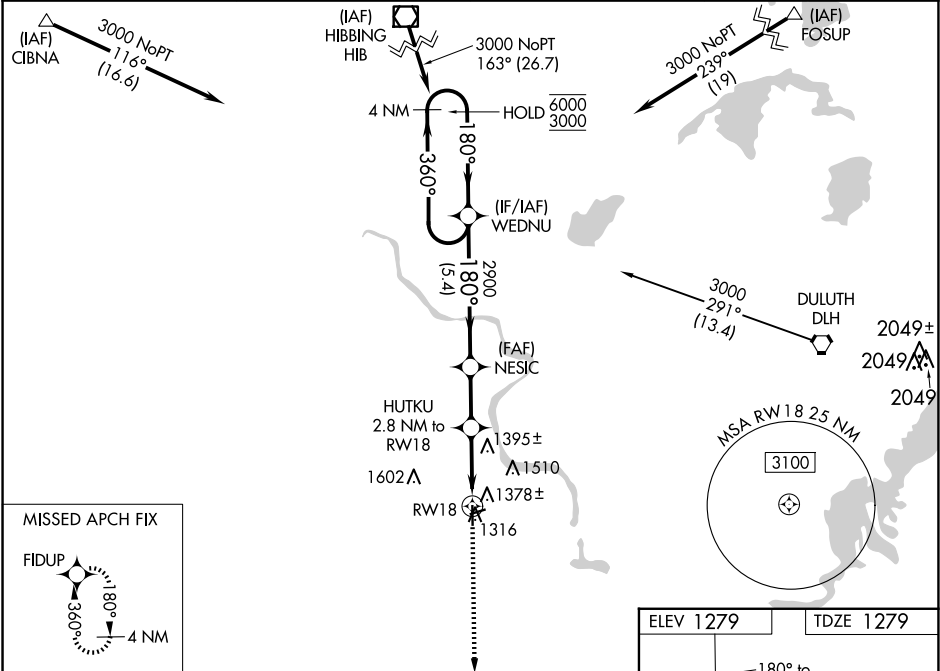 (IAF)
CIBNA
3000 NoPT
116°
(16.6)
(IAF)
HIBBING
HIB
3000 NoPT
163° (26.7)
(IAF)
FOSUP
3000 NoPT
239°
(19)
4 NM
HOLD
6000
3000
180°
360°
(IF/IAF)
WEDNU
2900
180°
(5.4)
3000
291°
(13.4)
DULUTH
DLH
2049±
2049
2049
(FAF)
NESIC
HUTKU
2.8 NM to
RW18
1395±
1510
1602
1378±
RW18
1316
MSA RW18 25 NM
3100
MISSED APCH FIX
FIDUP
180°
360°
4 NM
ELEV 1279
TDZE 1279
180° to